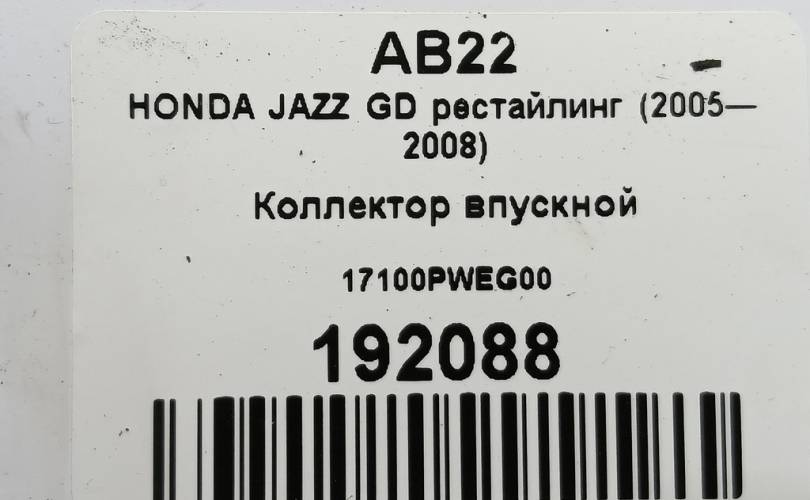 AB22
HONDA JAZZ GD рестайлинг (2005—
2008)
Коллектор впускной
17100PWEG00
192088